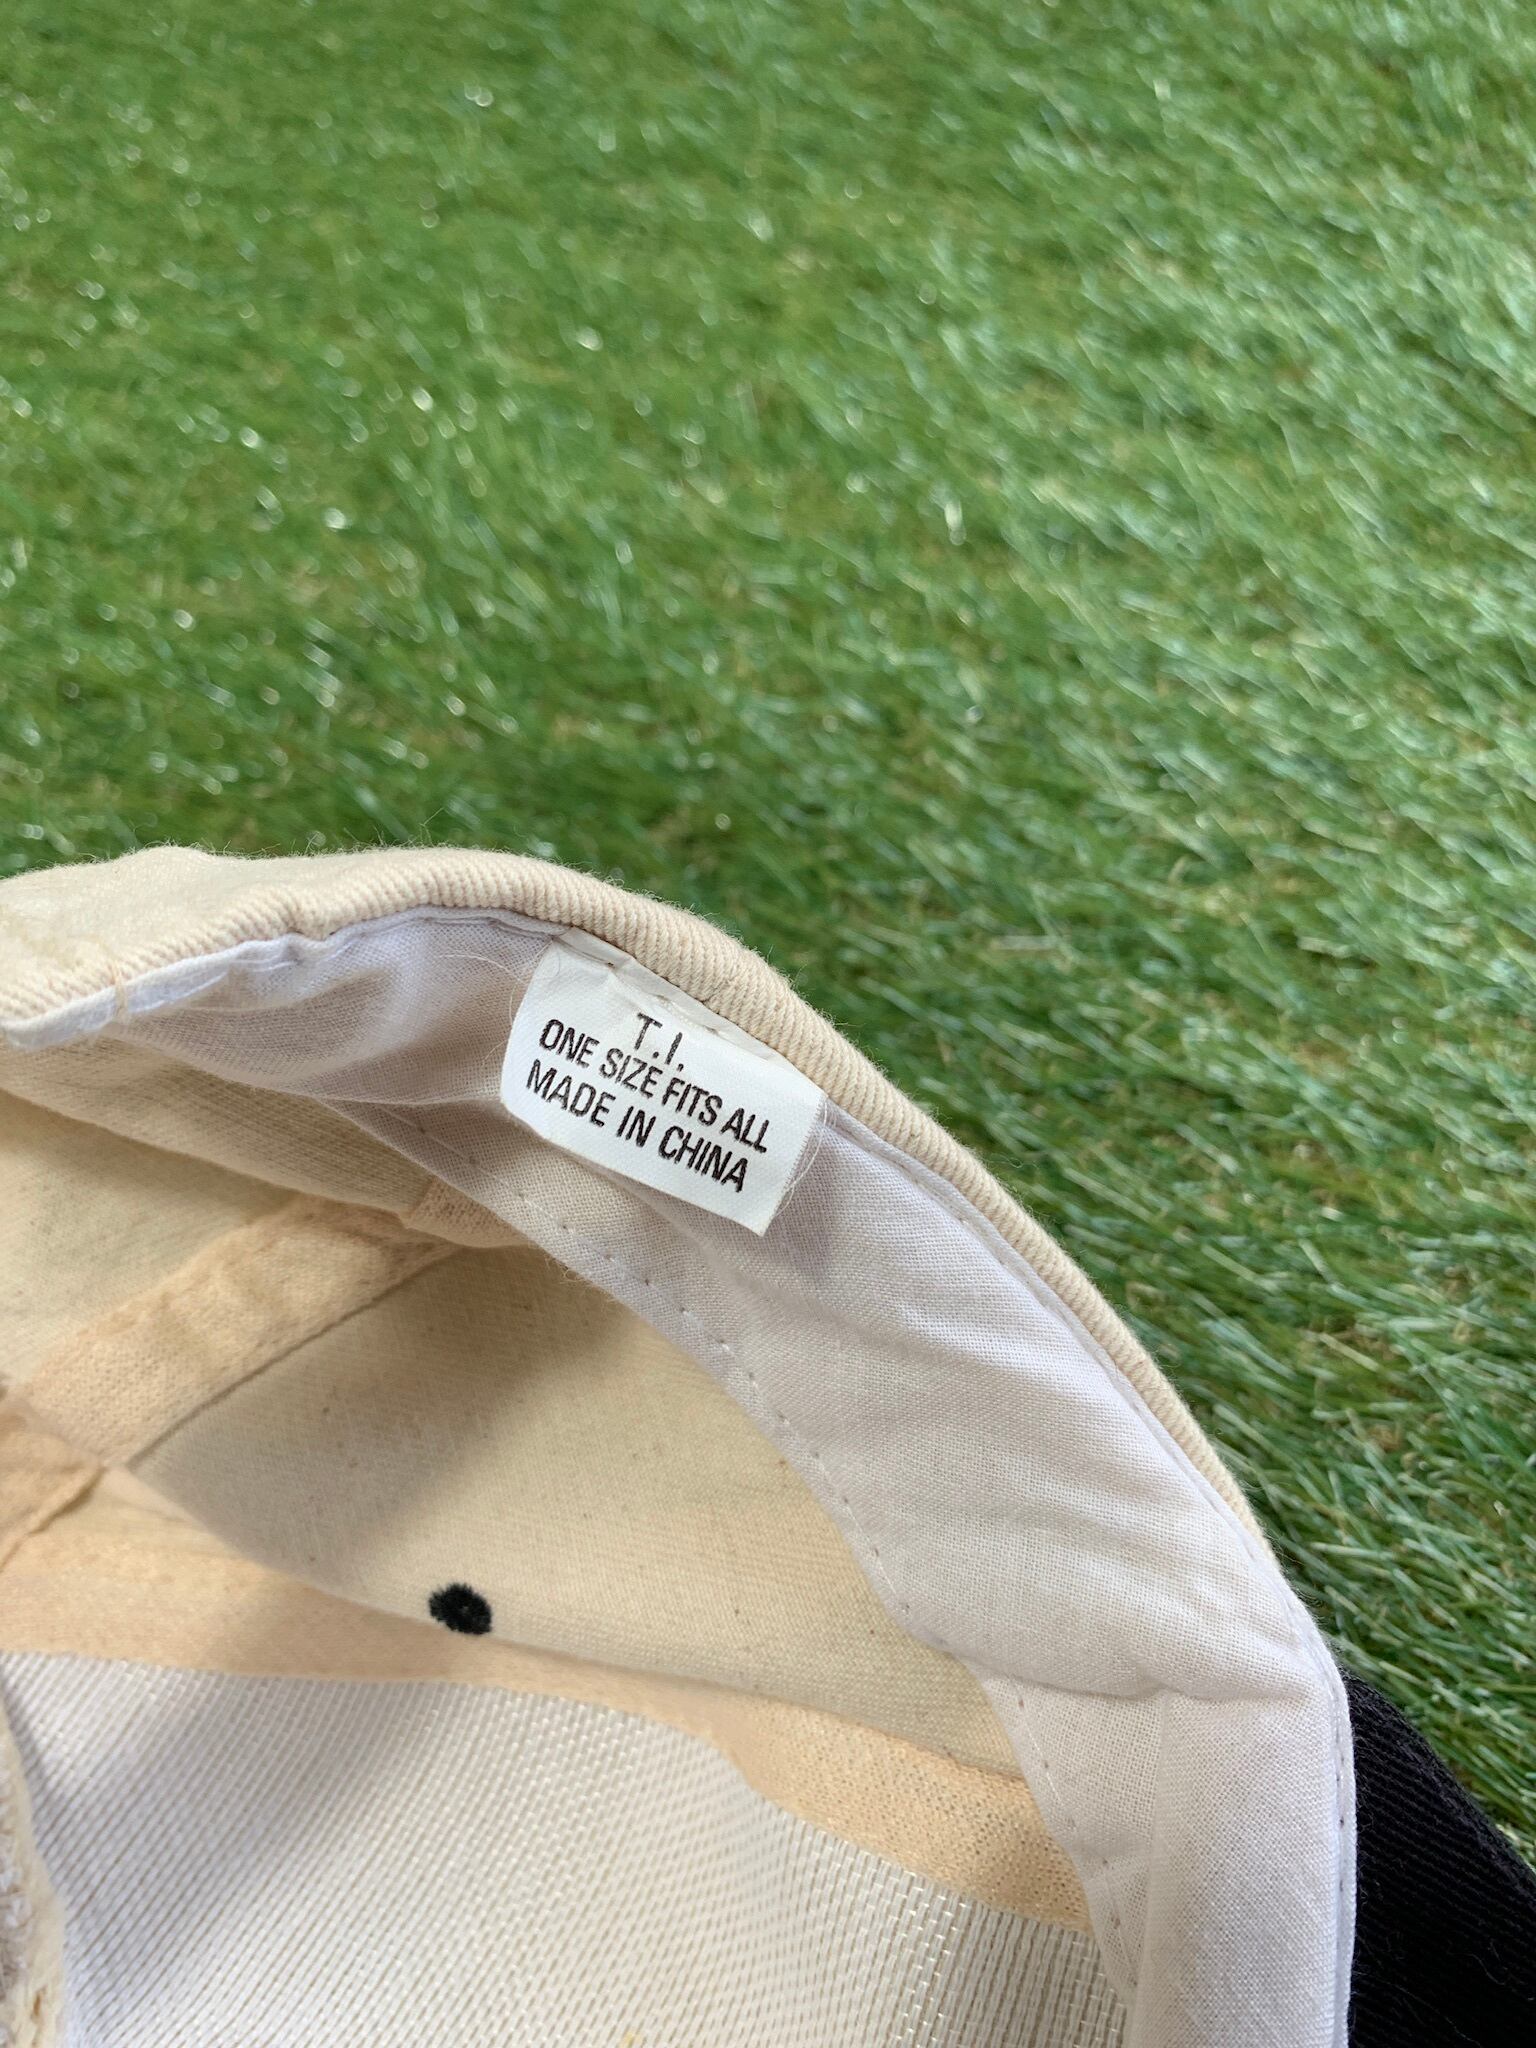 T.I.
ONE SIZE FITS ALL
MADE IN CHINA